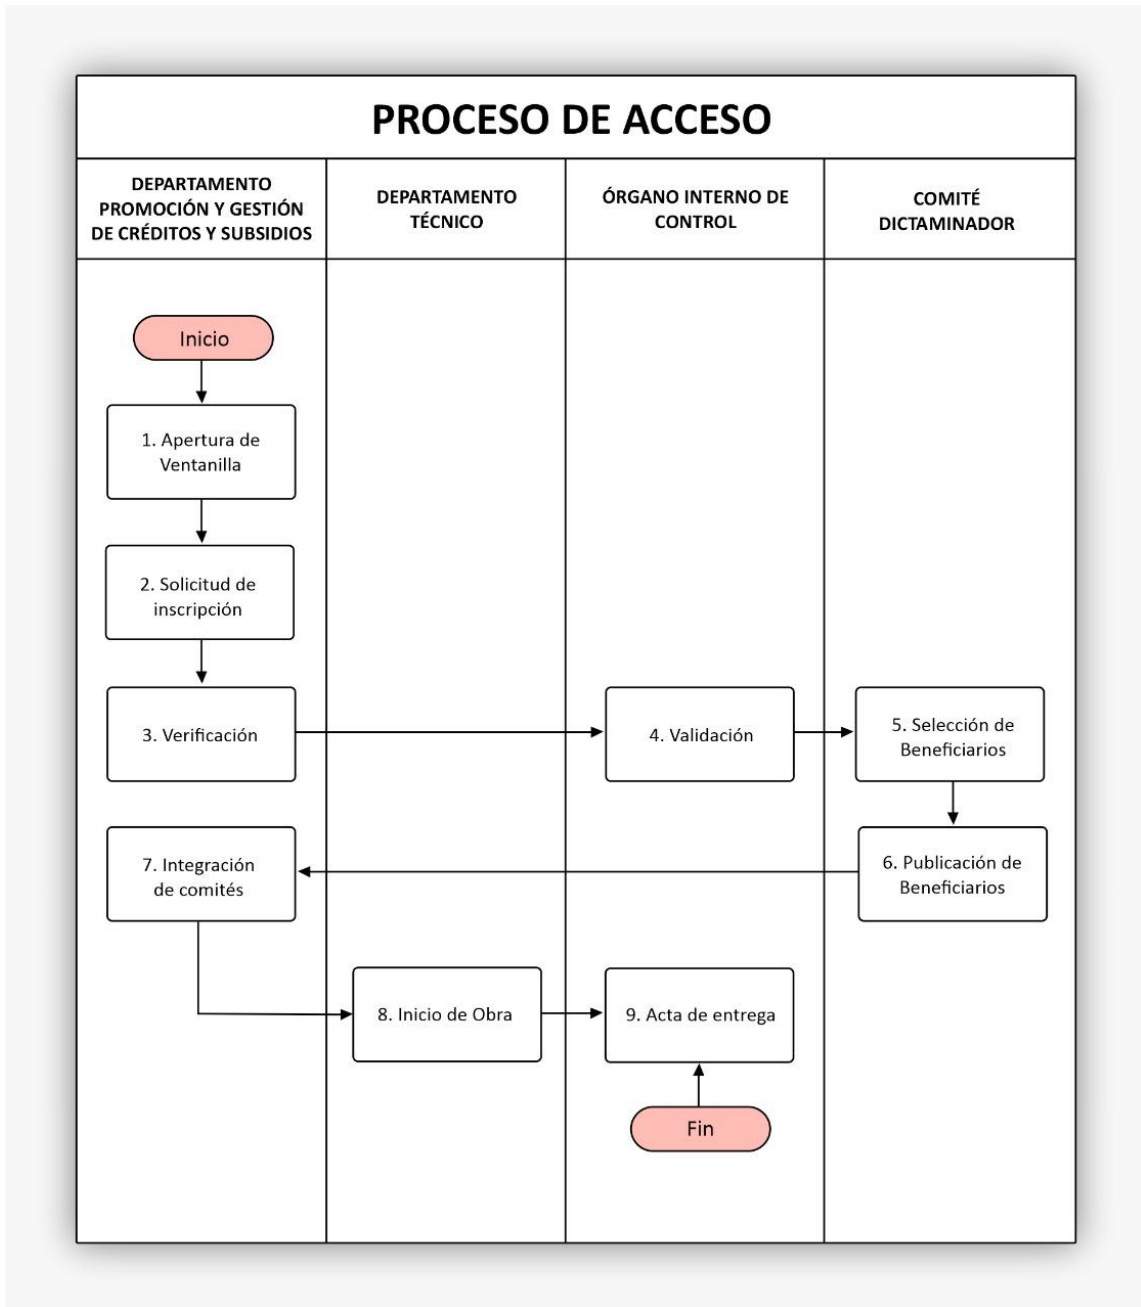 PROCESO DE ACCESO
DEPARTAMENTO
PROMOCIÓN Y GESTIÓN
DE CRÉDITOS Y SUBSIDIOS
DEPARTAMENTO
TÉCNICO
ÓRGANO INTERNO DE
CONTROL
COMITÉ
DICTAMINADOR
Inicio
1. Apertura de
Ventanilla
2. Solicitud de
inscripción
3. Verificación
4. Validación
5. Selección de
Beneficiarios
6. Publicación de
Beneficiarios
7. Integración
de comités
8. Inicio de Obra
9. Acta de entrega
Fin